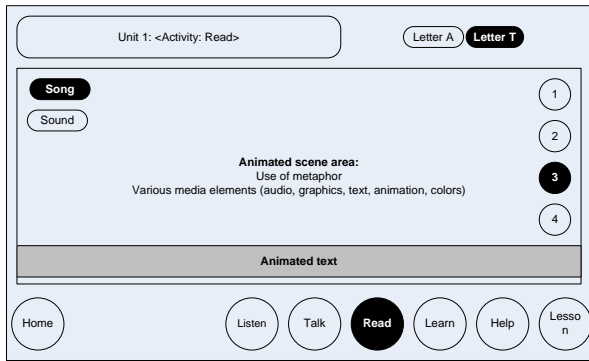 Unit 1: <Activity: Read>
Letter A
Letter T
Song
Sound
1
2
3
4
Animated scene area:
Use of metaphor
Various media elements (audio, graphics, text, animation, colors)
Animated text
Home
Listen
Talk
Read
Learn
Help
Lesso
n